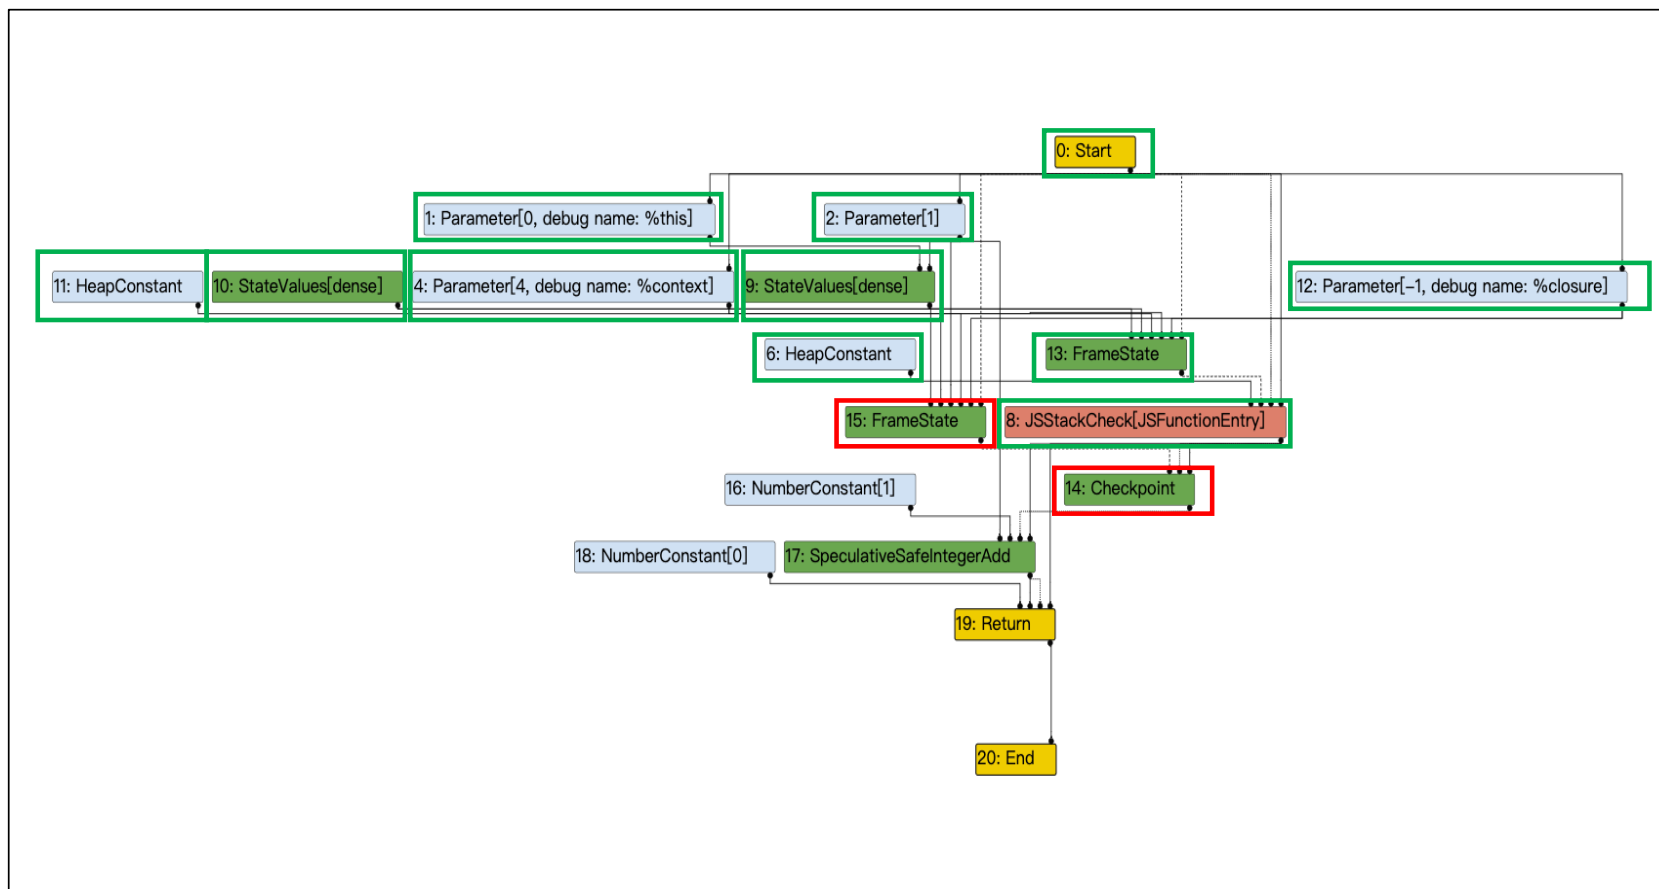 0: Start
1: Parameter[0, debug name: %this]
2: Parameter[1]
11: HeapConstant
10: StateValues[dense]
4: Parameter[4, debug name: %context]
9: StateValues[dense]
12: Parameter[−1, debug name: %closure]
6: HeapConstant
13: FrameState
15: FrameState
8: JSStackCheck[JSFunctionEntry]
16: NumberConstant[1]
14: Checkpoint
18: NumberConstant[0]
17: SpeculativeSafeIntegerAdd
19: Return
20: End